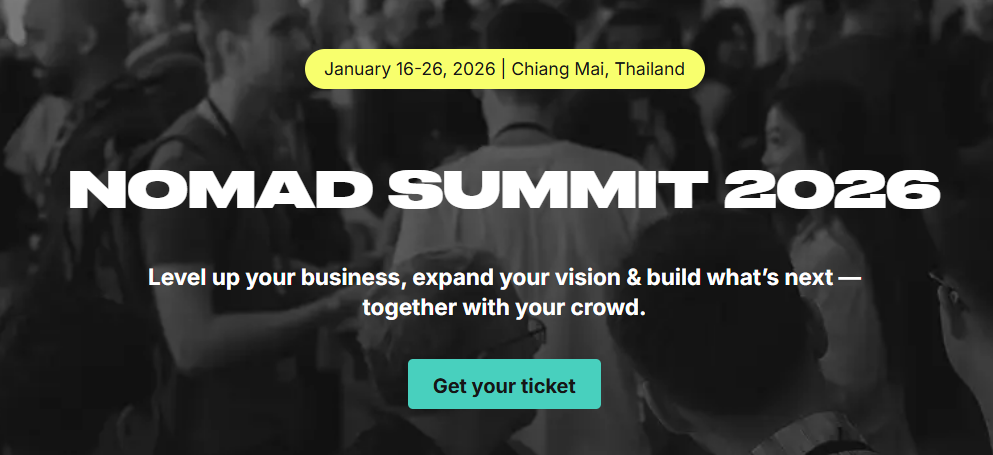 January 16-26, 2026 | Chiang Mai, Thailand
NOMAD SUMMIT 2026
Level up your business, expand your vision & build what’s next —
together with your crowd.
Get your ticket